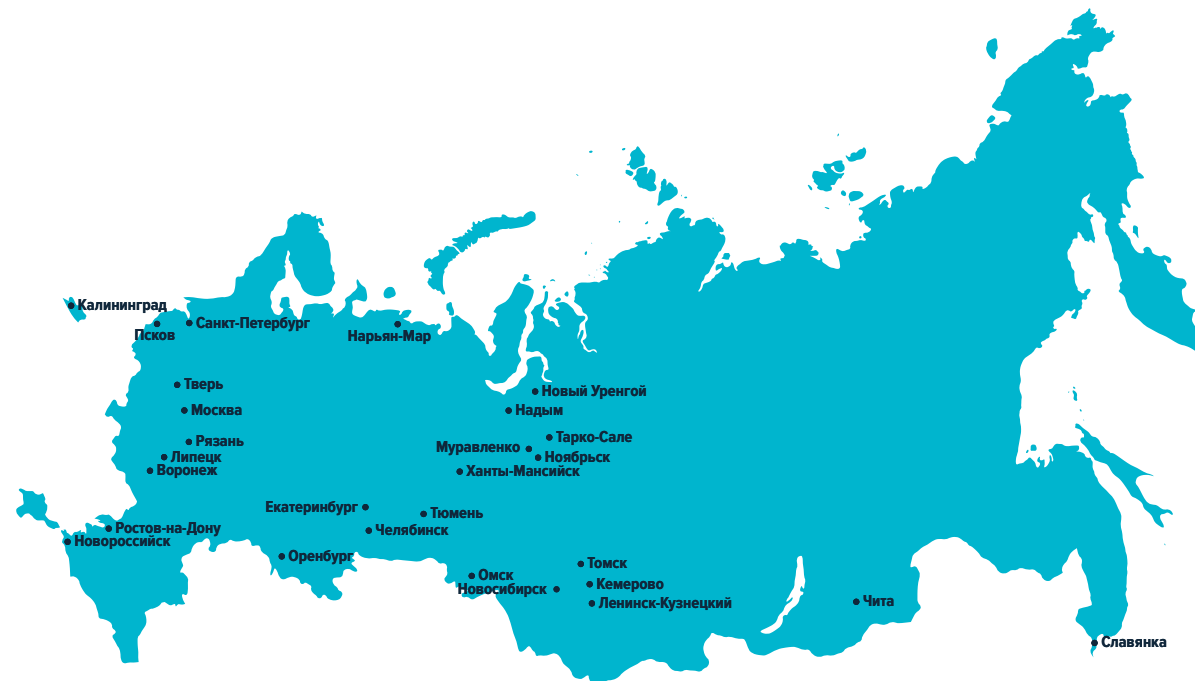 Калининград
Санкт-Петербург
Псков
Нарьян-Мар
Тверь
Новый Уренгой
Москва
Надым
Рязань
Тарко-Сале
Муравленко
Липецк
Ноябрьск
Воронеж
Ханты-Мансийск
Екатеринбург
Тюмень
Ростов-на-Дону
Челябинск
Новороссийск
Оренбург
Томск
Омск
Кемерово
Новосибирск
Ленинск-Кузнецкий
Чита
Славянка